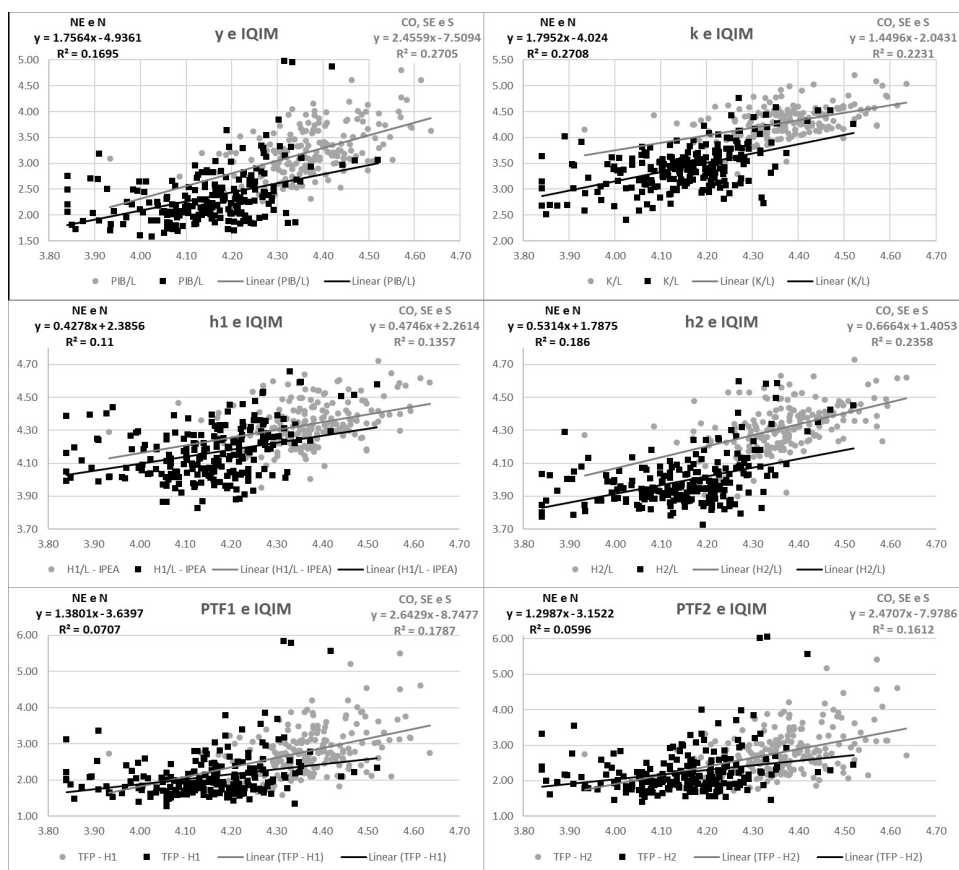 NE e N
y = 1.7564x - 4.9361
R² = 0.1695
y e IQIM
CO, SE e S
y = 2.4559x - 7.5094
R² = 0.2705
5.00
4.50
4.00
3.50
3.00
2.50
2.00
1.50
3.80 3.90 4.00 4.10 4.20 4.30 4.40 4.50 4.60 4.70
PIB/L PIB/L Linear (PIB/L) Linear (PIB/L)
NE e N
y = 1.7952x - 4.024
R² = 0.2708
k e IQIM
CO, SE e S
y = 1.4496x - 2.0431
R² = 0.2231
6.00
5.00
4.00
3.00
2.00
3.80 3.90 4.00 4.10 4.20 4.30 4.40 4.50 4.60 4.70
K/L K/L Linear (K/L) Linear (K/L)
NE e N
y = 0.4278x + 2.3856
R² = 0.11
h1 e IQIM
CO, SE e S
y = 0.4746x + 2.2614
R² = 0.1357
4.70
4.50
4.30
4.10
3.90
3.70
3.80 3.90 4.00 4.10 4.20 4.30 4.40 4.50 4.60 4.70
H1/L - IPEA H1/L - IPEA Linear (H1/L - IPEA) Linear (H1/L - IPEA)
NE e N
y = 0.5314x + 1.7875
R² = 0.186
h2 e IQIM
CO, SE e S
y = 0.6664x + 1.4053
R² = 0.2358
4.70
4.50
4.30
4.10
3.90
3.70
3.80 3.90 4.00 4.10 4.20 4.30 4.40 4.50 4.60 4.70
H2/L H2/L Linear (H2/L) Linear (H2/L)
NE e N
y = 1.3801x - 3.6397
R² = 0.0707
PTF1 e IQIM
CO, SE e S
y = 2.6429x - 8.7477
R² = 0.1787
6.00
5.00
4.00
3.00
2.00
1.00
3.80 3.90 4.00 4.10 4.20 4.30 4.40 4.50 4.60 4.70
TFP - H1 TFP - H1 Linear (TFP - H1) Linear (TFP - H1)
NE e N
y = 1.2987x - 3.1522
R² = 0.0596
PTF2 e IQIM
CO, SE e S
y = 2.4707x - 7.9786
R² = 0.1612
6.00
5.00
4.00
3.00
2.00
1.00
3.80 3.90 4.00 4.10 4.20 4.30 4.40 4.50 4.60 4.70
TFP - H2 TFP - H2 Linear (TFP - H2) Linear (TFP - H2)